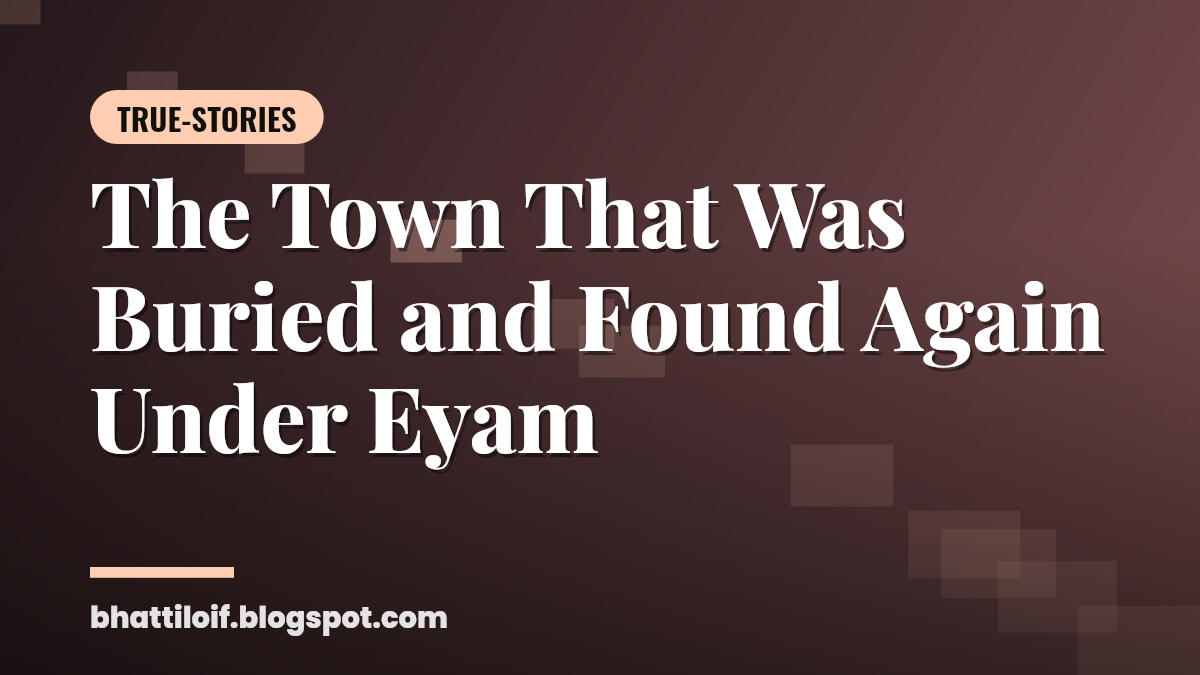 TRUE-STORIES
The Town That Was
Buried and Found Again
Under Eyam
bhattiloif.blogspot.com